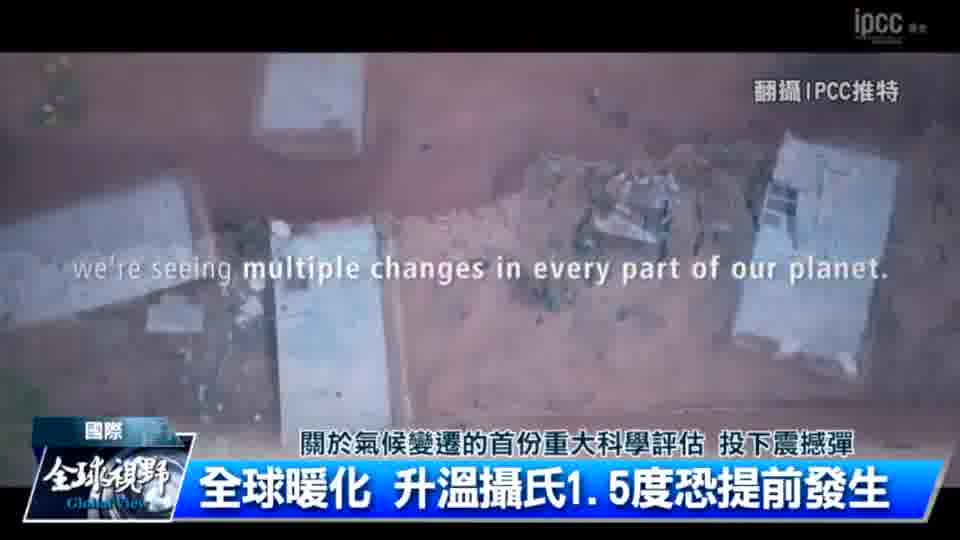 ipcc
翻攝IPCC推特
we're seeing multiple changes in every part of our planet.
國際
關於氣候變遷的首份重大科學評估 投下震撼彈
全球視野
Global View
全球暖化 升溫攝氏1.5度恐提前發生